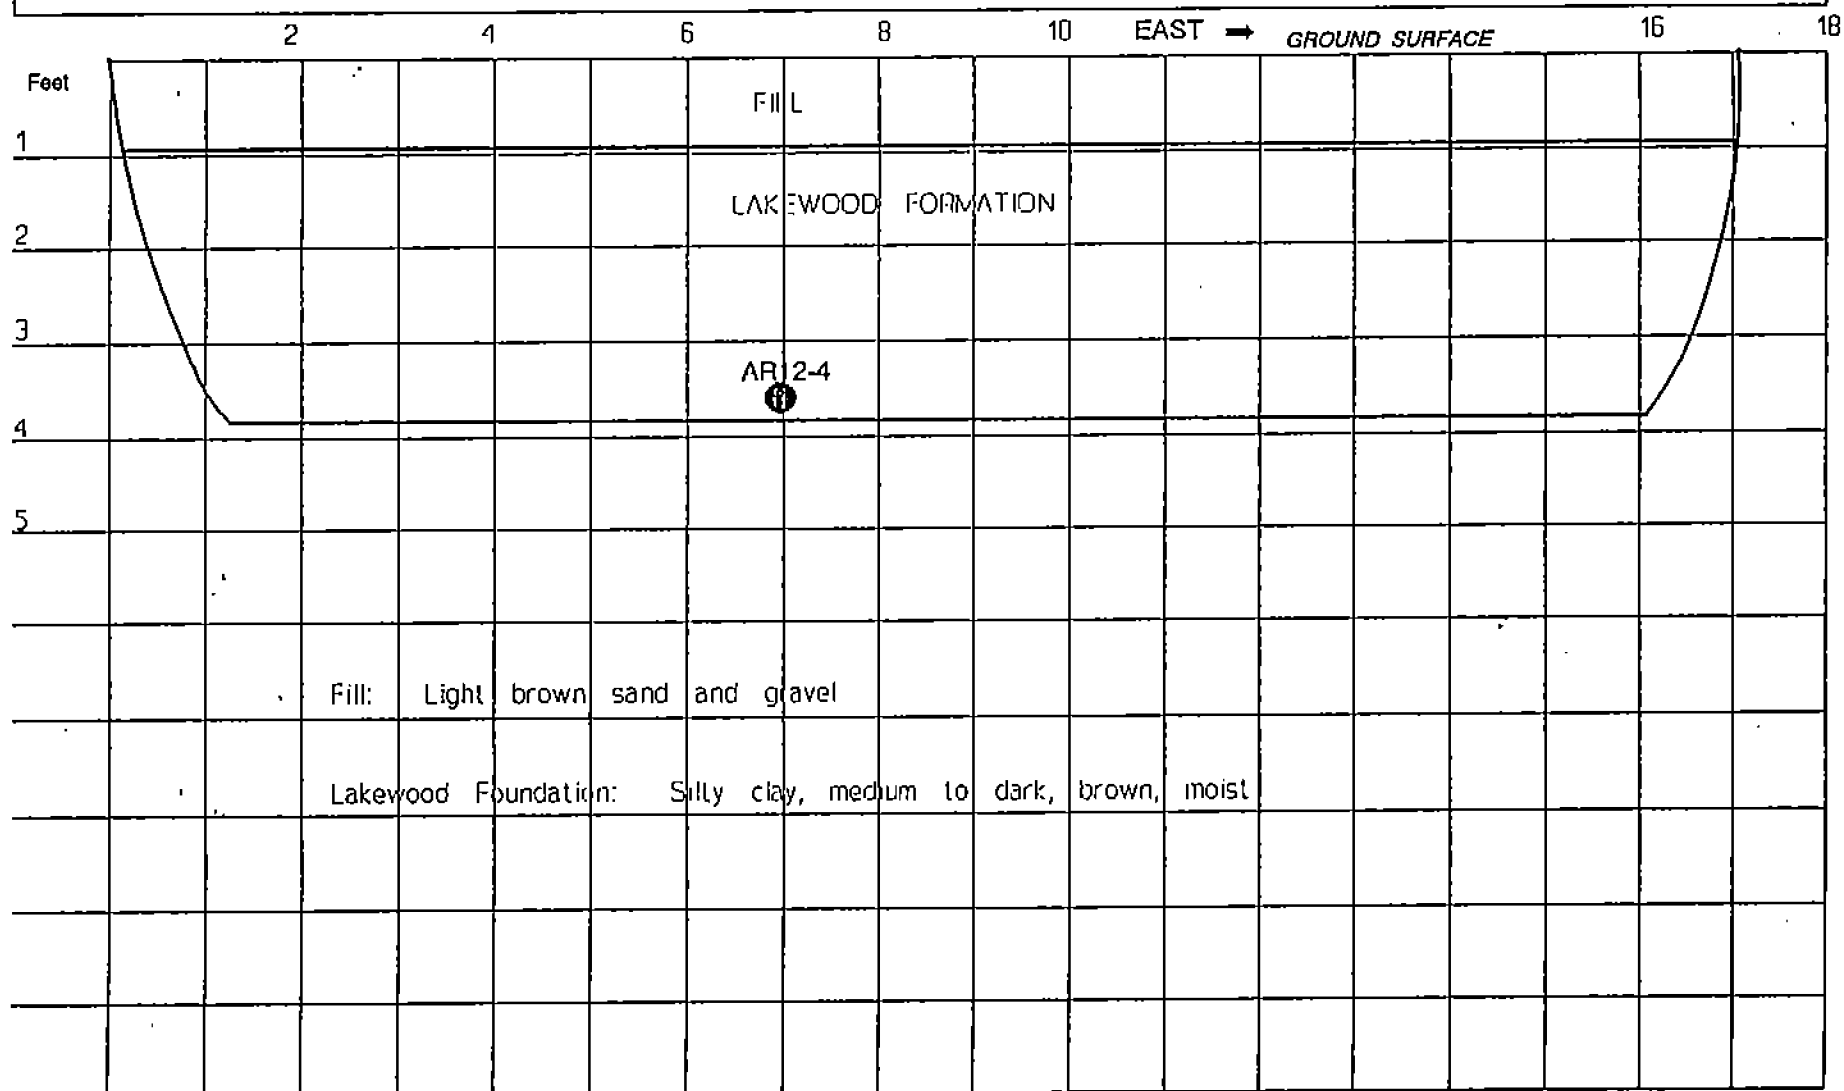 2 4 6 8 10 EAST → GROUND SURFACE 16 18
Feet
FILL
1
LAKEWOOD FORMATION
2
3
AR12-4
4
5
Fill: Light brown sand and gravel
Lakewood Foundation: Silty clay, medium to dark, brown, moist